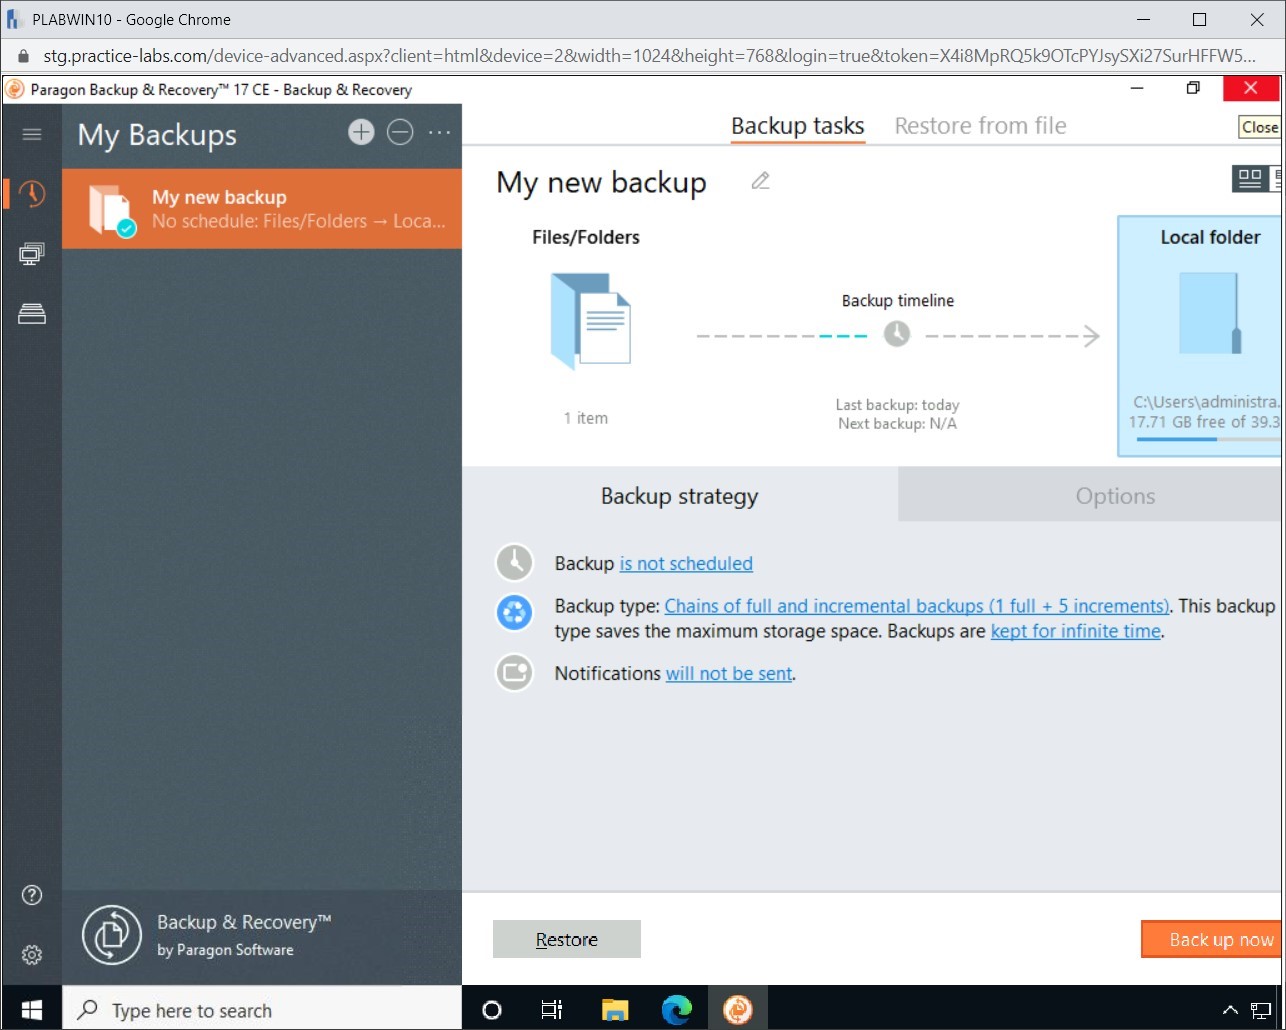 PLABWIN10 - Google Chrome
stg.practice-labs.com/device-advanced.aspx?client=html&device=2&width=1024&height=768&login=true&token=X4i8MpRQ5k9OTcPYJsySXi27SurHFFW5...
Paragon Backup & Recovery™ 17 CE - Backup & Recovery
My Backups
Backup tasks
Restore from file
Close
My new backup
No schedule: Files/Folders → Loca...
My new backup
Files/Folders
Local folder
Backup timeline
1 item
Last backup: today
Next backup: N/A
C:\Users\administra.
17.71 GB free of 39.3
Backup strategy
Options
Backup is not scheduled
Backup type: Chains of full and incremental backups (1 full + 5 increments). This backup
type saves the maximum storage space. Backups are kept for infinite time.
Notifications will not be sent.
Backup & Recovery™
by Paragon Software
Restore
Back up now
Type here to search